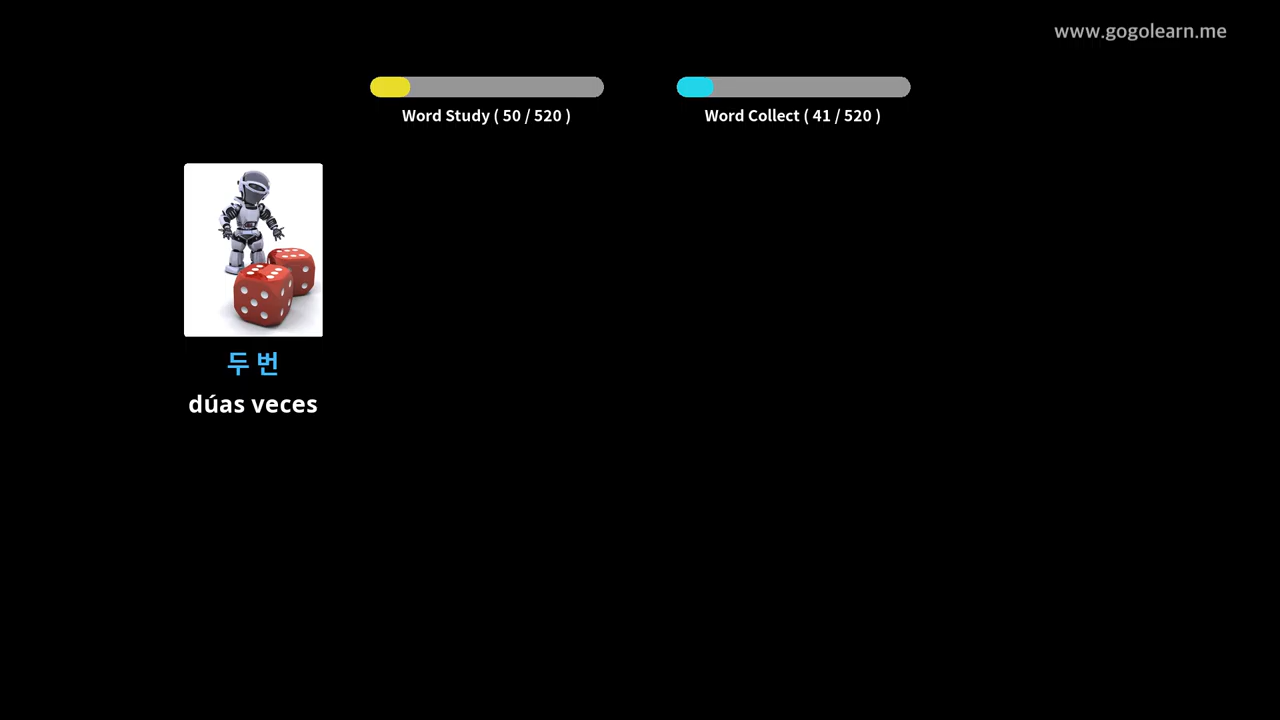 www.gogolearn.me
Word Study ( 50 / 520 )
Word Collect ( 41 / 520 )
두 번
dúas veces